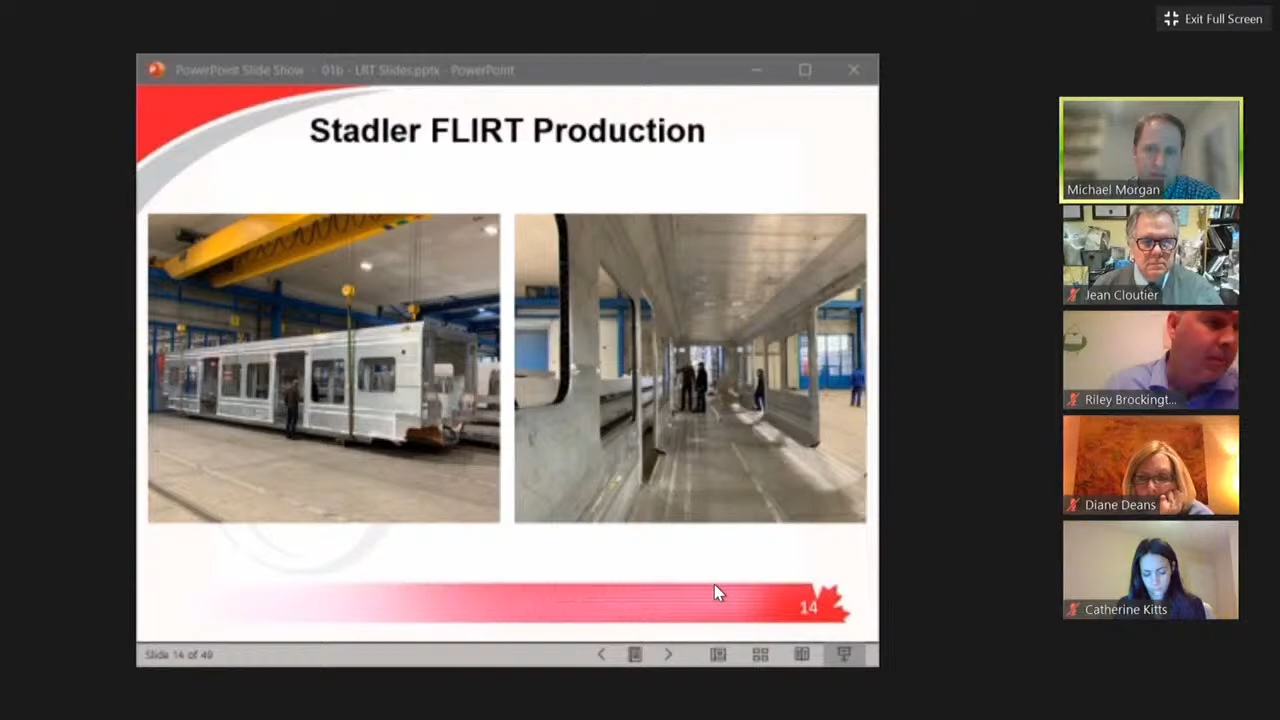 Exit Full Screen
PowerPoint Slide Show - 01b - LRT Slides.pptx - PowerPoint
Stadler FLIRT Production
14
Slide 14 of 49
Michael Morgan
Jean Cloutier
Riley Brockingt...
Diane Deans
Catherine Kitts